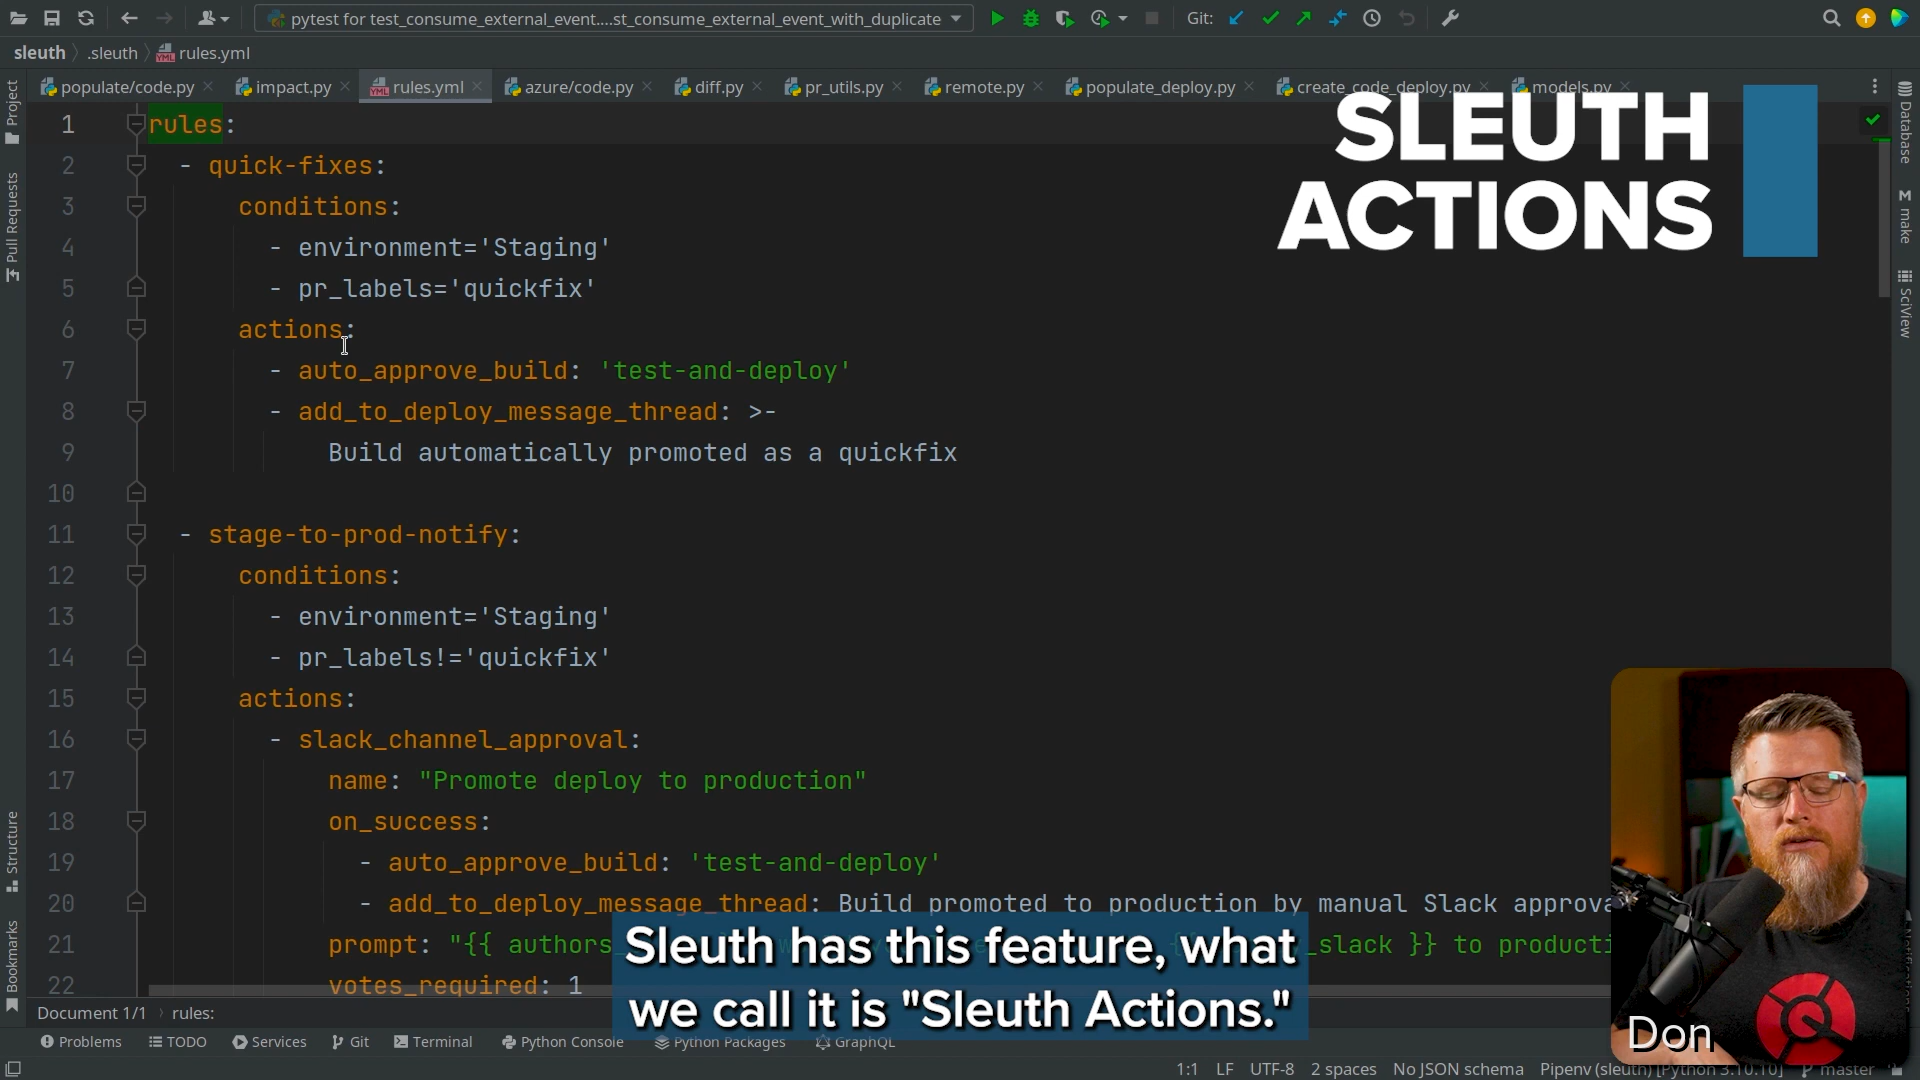 pytest for test_consume_external_event....st_consume_external_event_with_duplicate
Git:
sleuth
.sleuth
rules.yml
populate/code.py
impact.py
rules.yml
azure/code.py
diff.py
pr_utils.py
remote.py
populate_deploy.py
create_code_deploy.py
models.py
SLEUTH
ACTIONS
Project
Pull Requests
Structure
Bookmarks
Database
make
SciView
1 rules:
2 - quick-fixes:
3 conditions:
4 - environment='Staging'
5 - pr_labels='quickfix'
6 actions:
7 - auto_approve_build: 'test-and-deploy'
8 - add_to_deploy_message_thread: >-
9 Build automatically promoted as a quickfix
10
11 - stage-to-prod-notify:
12 conditions:
13 - environment='Staging'
14 - pr_labels!='quickfix'
15 actions:
16 - slack_channel_approval:
17 name: "Promote deploy to production"
18 on_success:
19 - auto_approve_build: 'test-and-deploy'
20 - add_to_deploy_message_thread: Build promoted to production by manual Slack
21 prompt: "{{ _slack }} to
22 votes_required: 1
Sleuth has this feature, what
we call it is "Sleuth Actions."
Don
Document 1/1
rules:
Problems
TODO
Services
Git
Terminal
Python Console
Python Packages
GraphQL
1:1
LF
UTF-8
2 spaces
No JSON schema
Pipenv (sleuth) [Python 3.10.10]
master